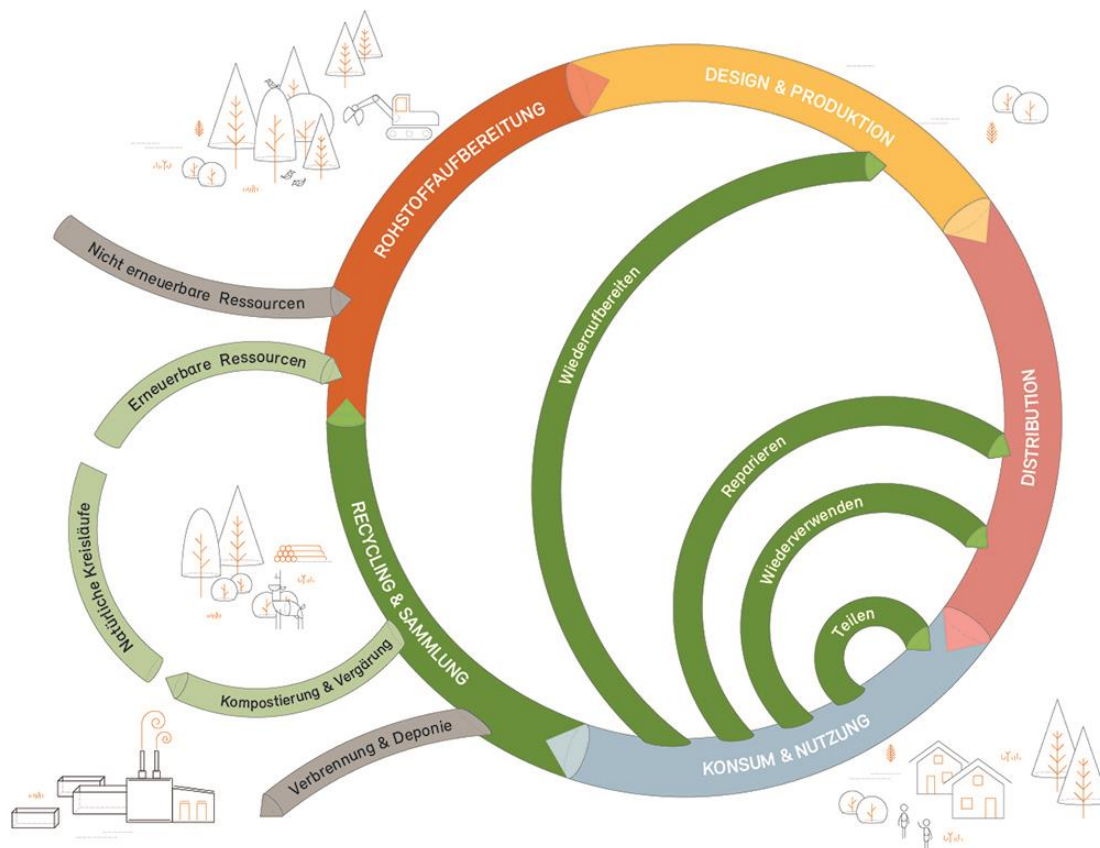 DESIGN & PRODUKTION
ROHSTOFFAUFBEREITUNG
Nicht erneuerbare Ressourcen
Wiederaufbereiten
Erneuerbare Ressourcen
DISTRIBUTION
Reparieren
Wiederverwenden
Natürliche Kreisläufe
RECYCLING & SAMMLUNG
Teilen
Kompostierung & Vergärung
Verbrennung & Deponie
KONSUM & NUTZUNG